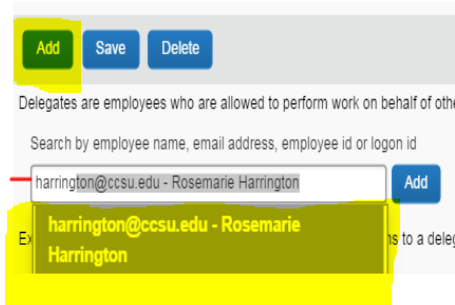 Add Save Delete
Delegates are employees who are allowed to perform work on behalf of othe
Search by employee name, email address, employee id or logon id
harrington@ccsu.edu - Rosemarie Harrington Add
harrington@ccsu.edu - Rosemarie
Harrington
Ex ns to a deleg